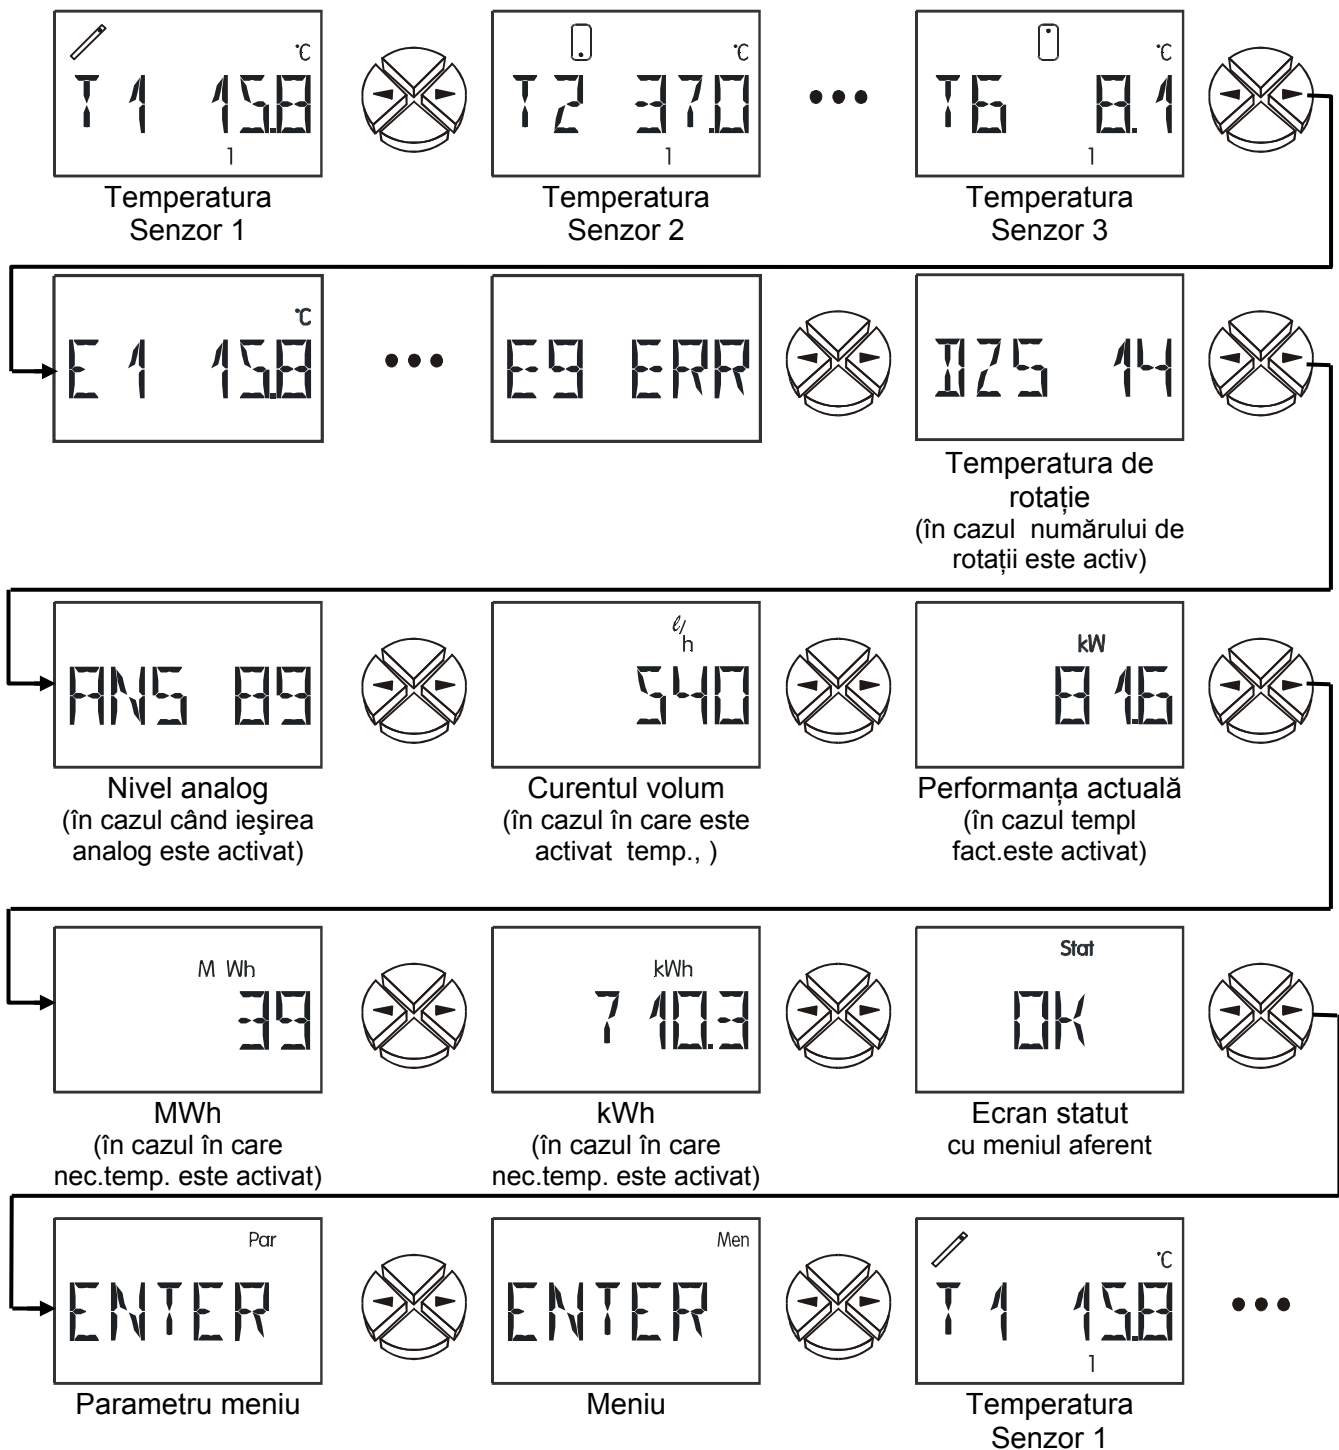 °C
T1 15.8
1
Temperatura
Senzor 1
°C
T2 37.0
1
Temperatura
Senzor 2
°C
T6 8.1
1
Temperatura
Senzor 3
°C
E1 15.8
E9 ERR
DZS 14
Temperatura de
rotație
(în cazul numărului de
rotații este activ)
ANS 89
Nivel analog
(în cazul când ieşirea
analog este activat)
ℓ/h
540
Curentul volum
(în cazul în care este
activat temp., )
kW
8 1.6
Performanța actuală
(în cazul templ
fact.este activat)
M Wh
39
MWh
(în cazul în care
nec.temp. este activat)
kWh
7 10.3
kWh
(în cazul în care
nec.temp. este activat)
Stat
OK
Ecran statut
cu meniul aferent
Par
ENTER
Parametru meniu
Men
ENTER
Meniu
°C
T1 15.8
1
Temperatura
Senzor 1